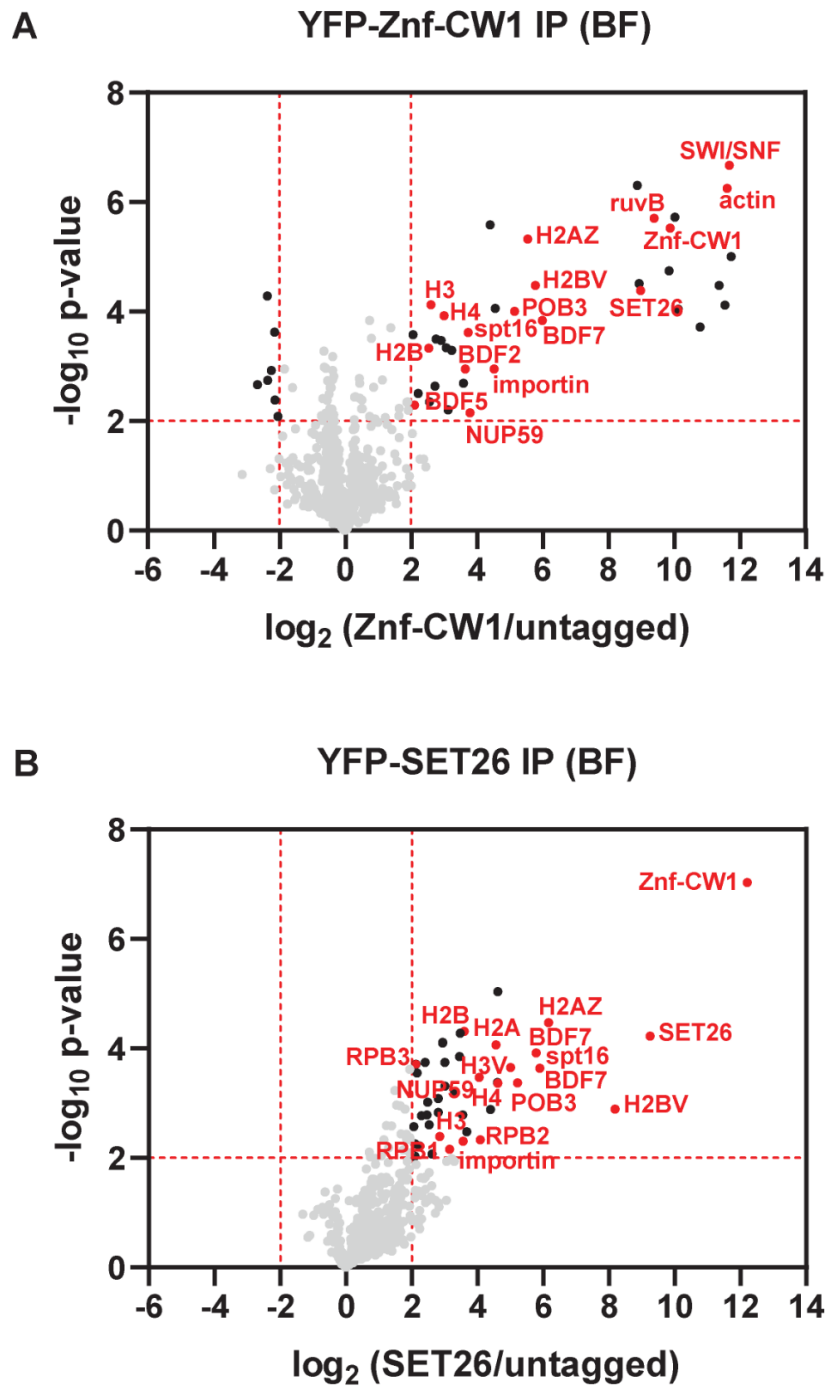 A
YFP-Znf-CW1 IP (BF)
8
6
4
2
0
-log10 p-value
SWI/SNF
actin
ruvB
Znf-CW1
H2AZ
H2BV
SET26
H3
H4
POB3
spt16
BDF7
H2B
BDF2
importin
BDF5
NUP59
-6 -4 -2 0 2 4 6 8 10 12 14
log2 (Znf-CW1/untagged)
B
YFP-SET26 IP (BF)
8
6
4
2
0
-log10 p-value
Znf-CW1
H2AZ
H2B
H2A
BDF7
SET26
RPB3
H3V
spt16
BDF7
NUP59
H4
POB3
H2BV
H3
RPB2
RPB1
importin
-6 -4 -2 0 2 4 6 8 10 12 14
log2 (SET26/untagged)